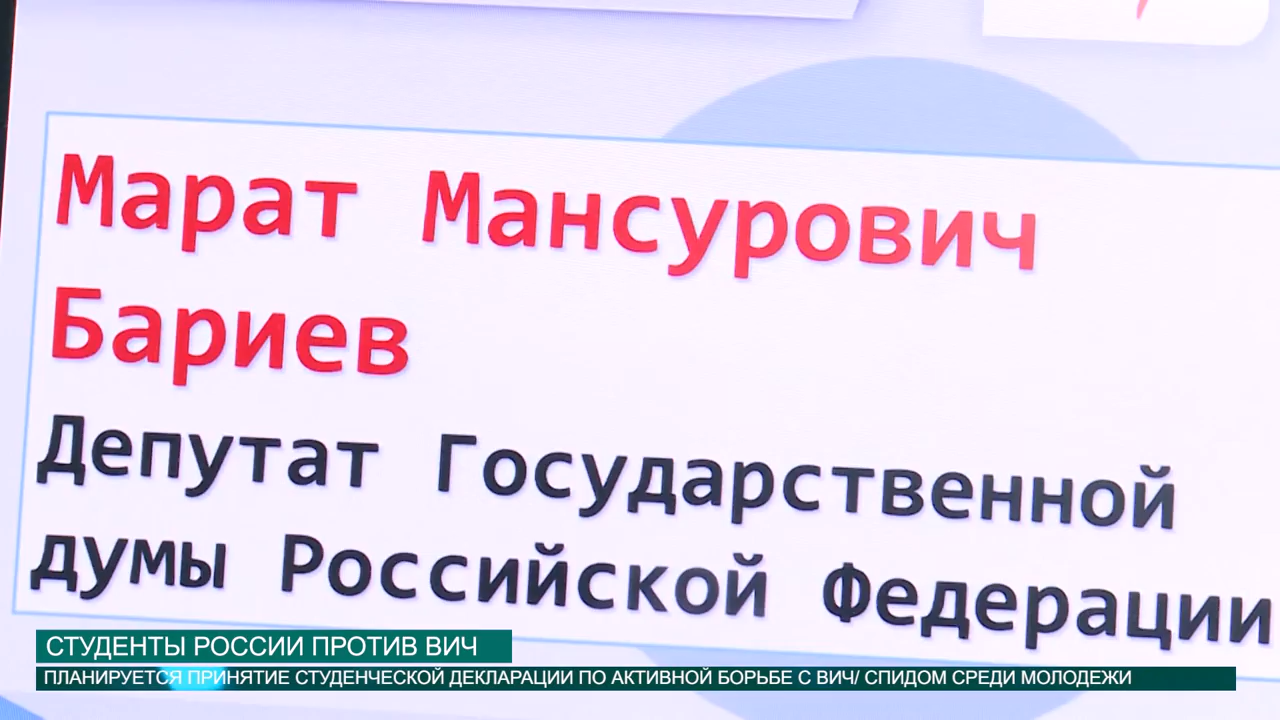 Марат Мансурович
Бариев
Депутат Государственной
думы Российской Федерации
СТУДЕНТЫ РОССИИ ПРОТИВ ВИЧ
ПЛАНИРУЕТСЯ ПРИНЯТИЕ СТУДЕНЧЕСКОЙ ДЕКЛАРАЦИИ ПО АКТИВНОЙ БОРЬБЕ С ВИЧ/ СПИДОМ СРЕДИ МОЛОДЕЖИ